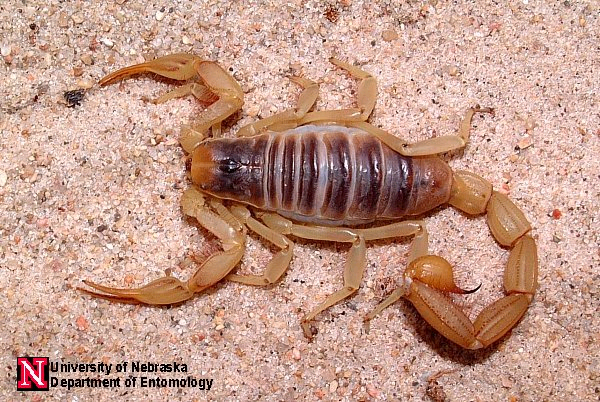 N University of Nebraska
Department of Entomology